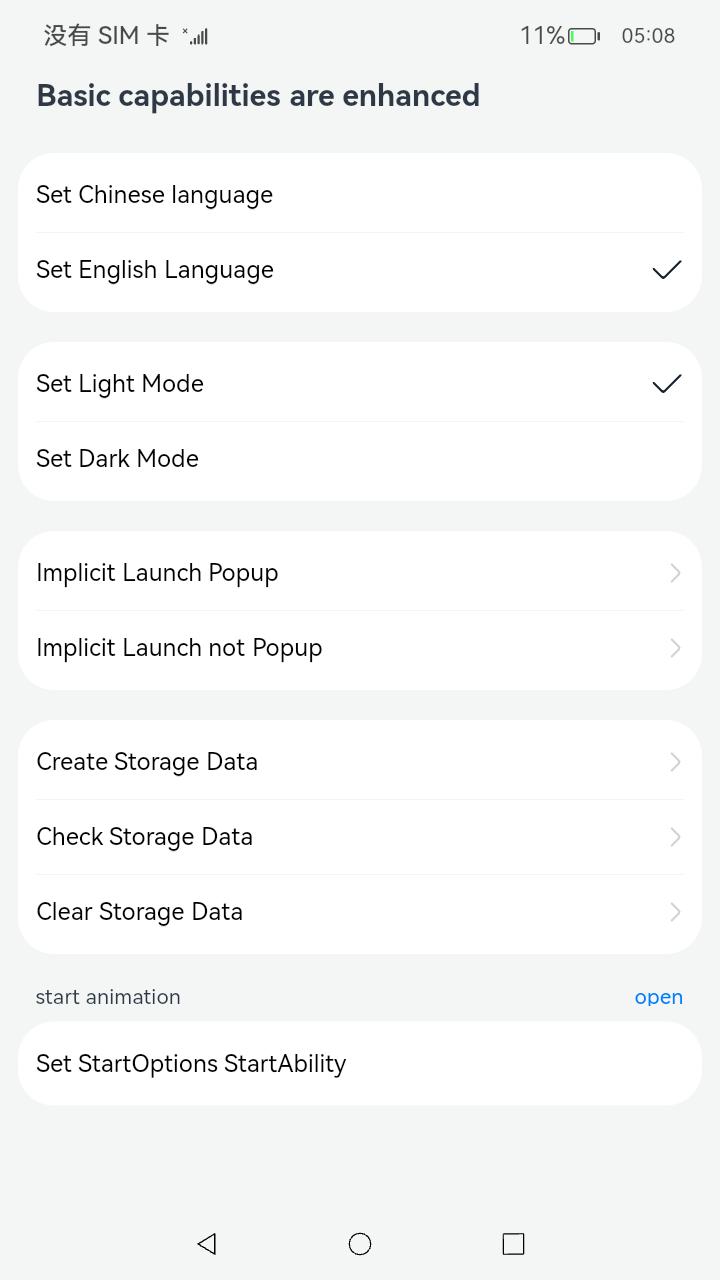 没有 SIM 卡 11% 05:08
Basic capabilities are enhanced
Set Chinese language
Set English Language
Set Light Mode
Set Dark Mode
Implicit Launch Popup
Implicit Launch not Popup
Create Storage Data
Check Storage Data
Clear Storage Data
start animation open
Set StartOptions StartAbility